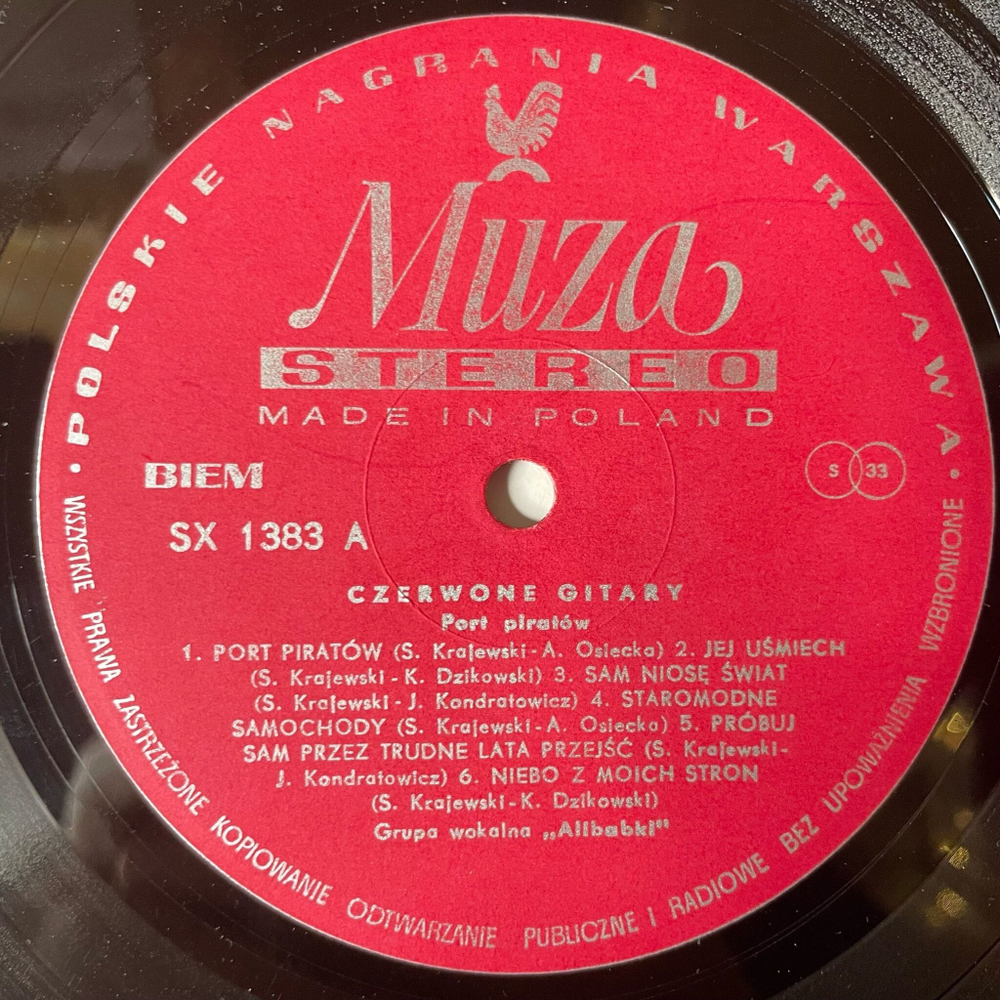 POLSKIE NAGRANIA WARSZAWA
Muza
STEREO
MADE IN POLAND
BIEM
S 33
SX 1383 A
CZERWONE GITARY
Port piratów
1. PORT PIRATÓW (S. Krajewski-A. Osiecka) 2. JEJ UŚMIECH
(S. Krajewski - K. Dzikowski) 3. SAM NIOSĘ ŚWIAT
(S. Krajewski - J. Kondratowicz) 4. STAROMODNE
SAMOCHODY (S. Krajewski-A. Osiecka) 5. PRÓBUJ
SAM PRZEZ TRUDNE LATA PRZEJŚĆ (S. Krajewski-
J. Kondratowicz) 6. NIEBO Z MOICH STRON
(S. Krajewski-K. Dzikowski)
Grupa wokalna „Alibabki"
WSZYSTKIE PRAWA ZASTRZEŻONE KOPIOWANIE ODTWARZANIE PUBLICZNE I RADIOWE BEZ UPOWAŻNIENIA WZBRONIONE